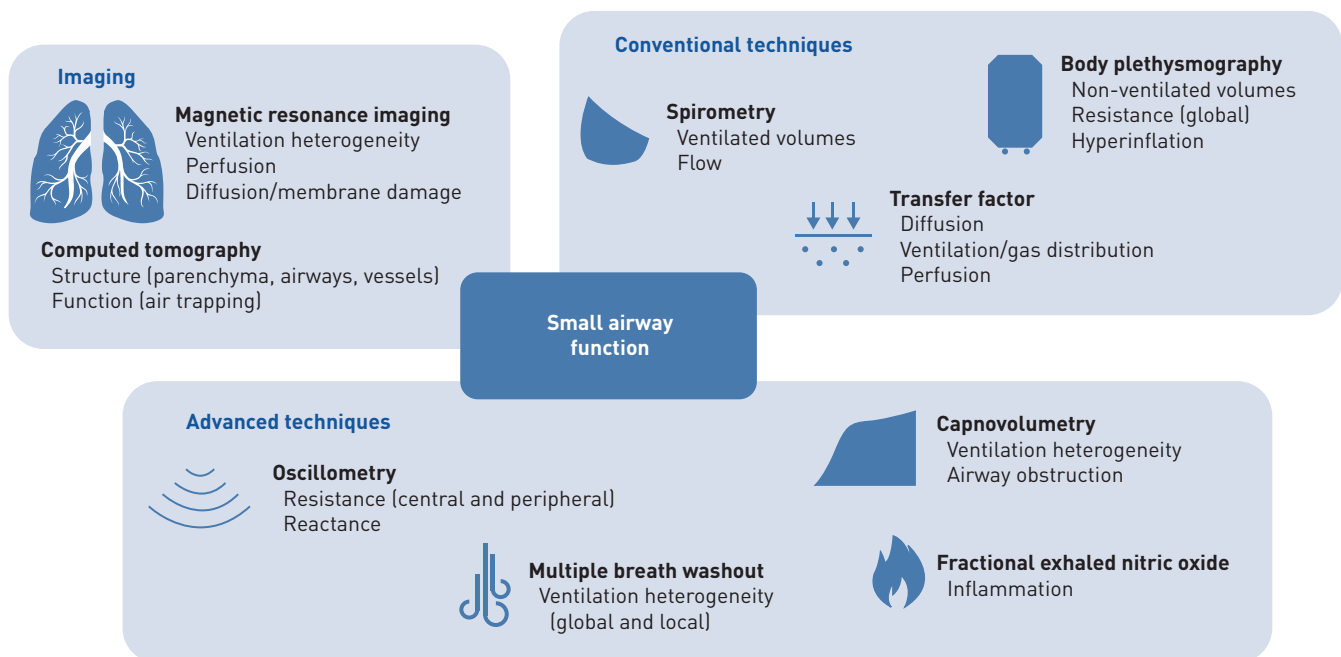 Imaging
Magnetic resonance imaging
Ventilation heterogeneity
Perfusion
Diffusion/membrane damage
Computed tomography
Structure (parenchyma, airways, vessels)
Function (air trapping)
Conventional techniques
Spirometry
Ventilated volumes
Flow
Body plethysmography
Non-ventilated volumes
Resistance (global)
Hyperinflation
Transfer factor
Diffusion
Ventilation/gas distribution
Perfusion
Small airway
function
Advanced techniques
Oscillometry
Resistance (central and peripheral)
Reactance
Multiple breath washout
Ventilation heterogeneity
(global and local)
Capnovolumetry
Ventilation heterogeneity
Airway obstruction
Fractional exhaled nitric oxide
Inflammation